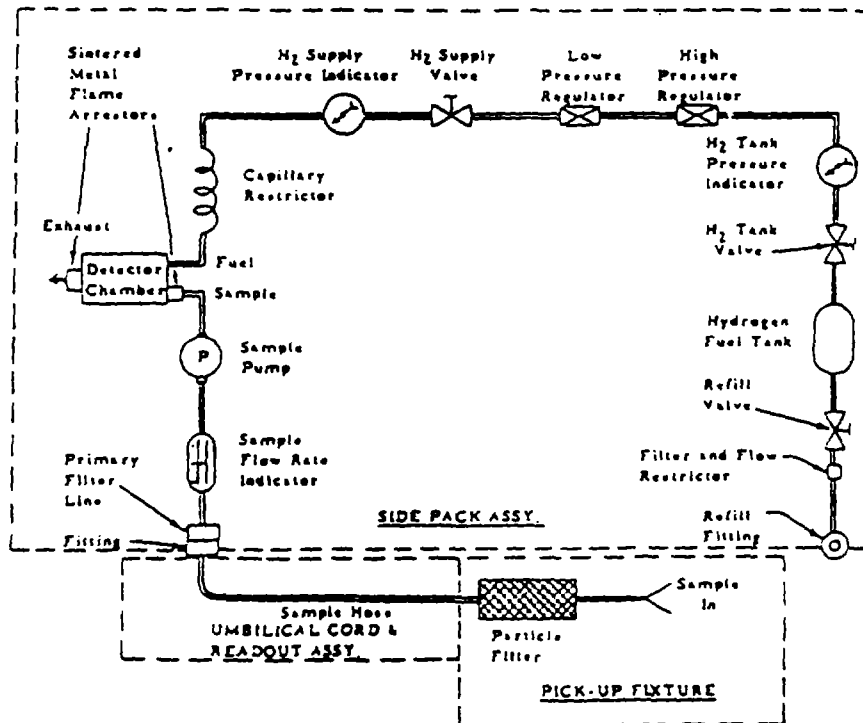 Sintered
Metal
Flame
Arrestors
H2 Supply
Pressure Indicator
H2 Supply
Valve
Low
Pressure
Regulator
High
Pressure
Regulator
H2 Tank
Pressure
Indicator
Capillary
Restrictor
H2 Tank
Valve
Exhaust
Detector
Chamber
Fuel
Sample
Hydrogen
Fuel Tank
P
Sample
Pump
Refill
Valve
Sample
Flow Rate
Indicator
Primary
Filter
Line
Filter and Flow
Restrictor
SIDE PACK ASSY.
Refill
Fitting
Fitting
Sample Hose
UMBILICAL CORD &
READOUT ASSY.
Sample
In
Particle
Filter
PICK-UP FIXTURE